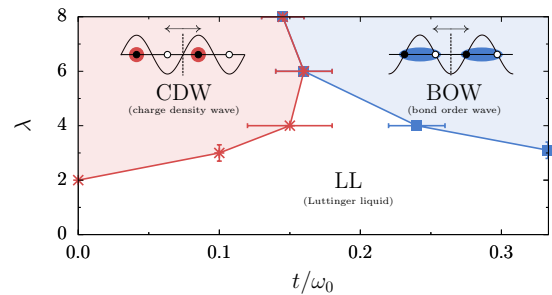 8
6
4
2
0
λ
CDW
(charge density wave)
BOW
(bond order wave)
LL
(Luttinger liquid)
0.0 0.1 0.2 0.3
t/ω₀